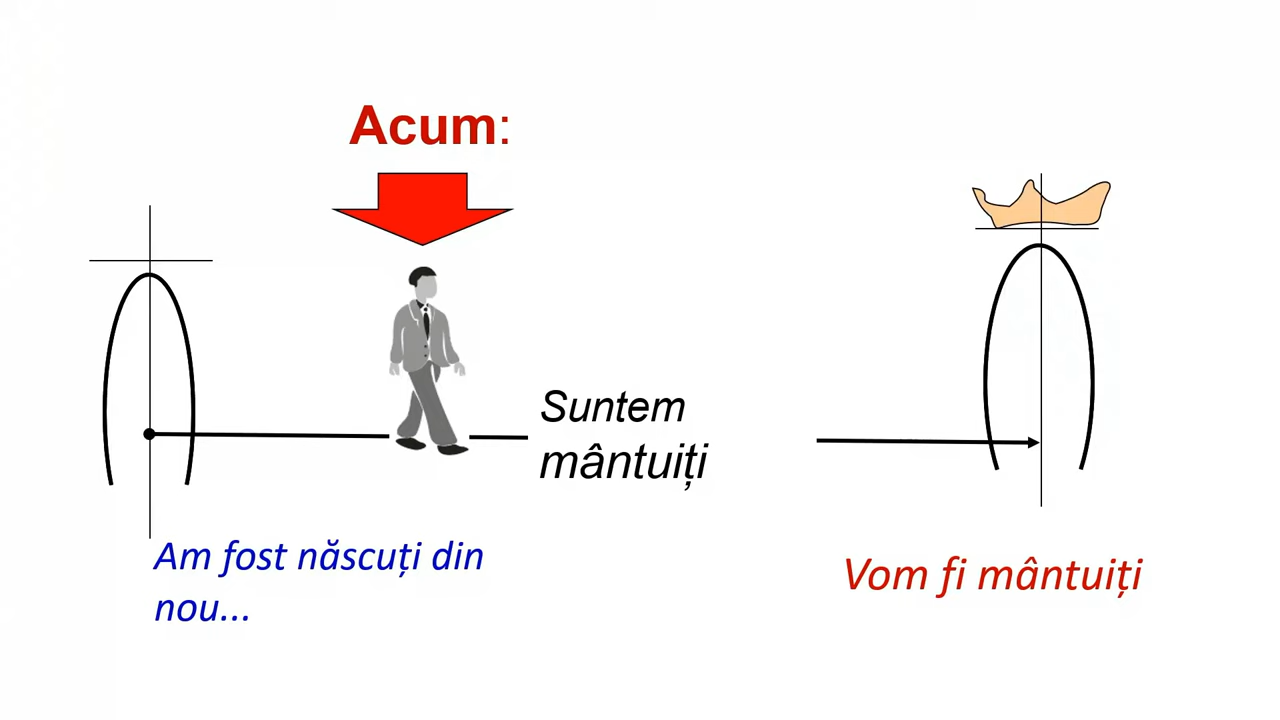 Acum:
Suntem
mântuiți
Am fost născuți din
nou...
Vom fi mântuiți